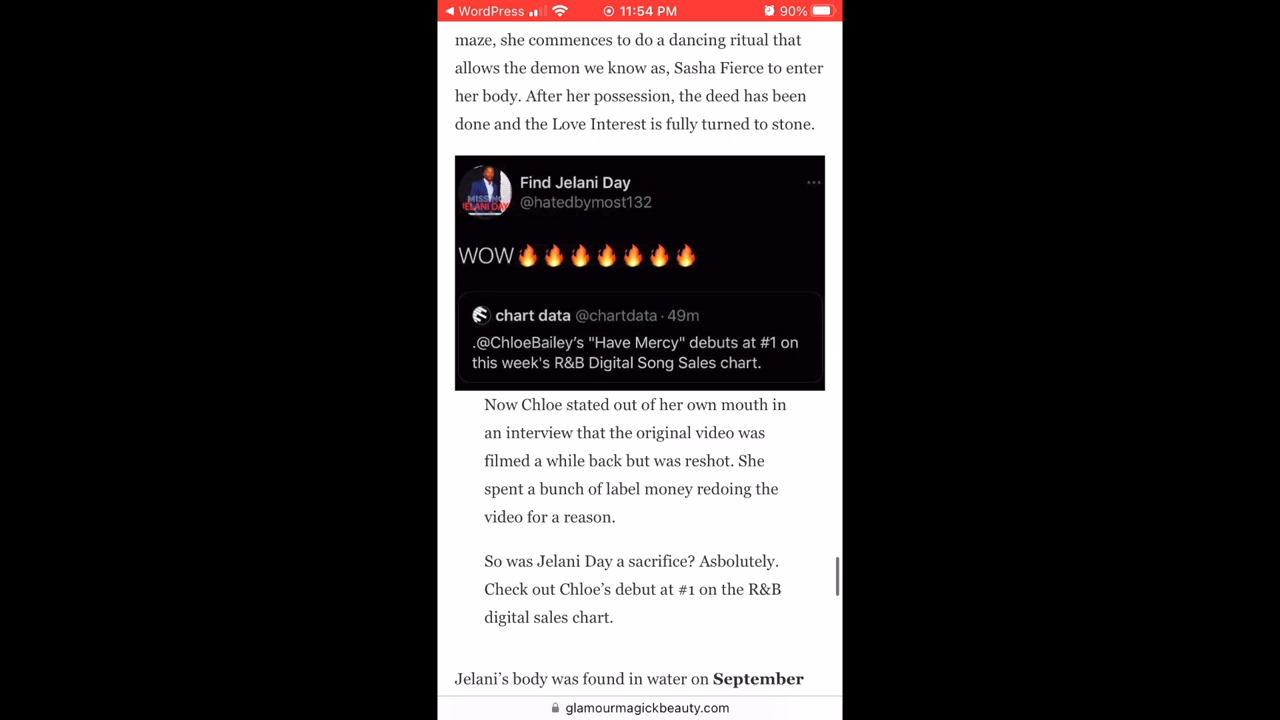 WordPress 11:54 PM 90%
maze, she commences to do a dancing ritual that
allows the demon we know as, Sasha Fierce to enter
her body. After her possession, the deed has been
done and the Love Interest is fully turned to stone.
Find Jelani Day
@hatedbymost132
MISSING
JELANI DAY
WOW🔥🔥🔥🔥🔥🔥🔥
chart data @chartdata · 49m
.@ChloeBailey's "Have Mercy" debuts at #1 on
this week's R&B Digital Song Sales chart.
Now Chloe stated out of her own mouth in
an interview that the original video was
filmed a while back but was reshot. She
spent a bunch of label money redoing the
video for a reason.
So was Jelani Day a sacrifice? Asbolutely.
Check out Chloe’s debut at #1 on the R&B
digital sales chart.
Jelani’s body was found in water on September
glamourmagickbeauty.com